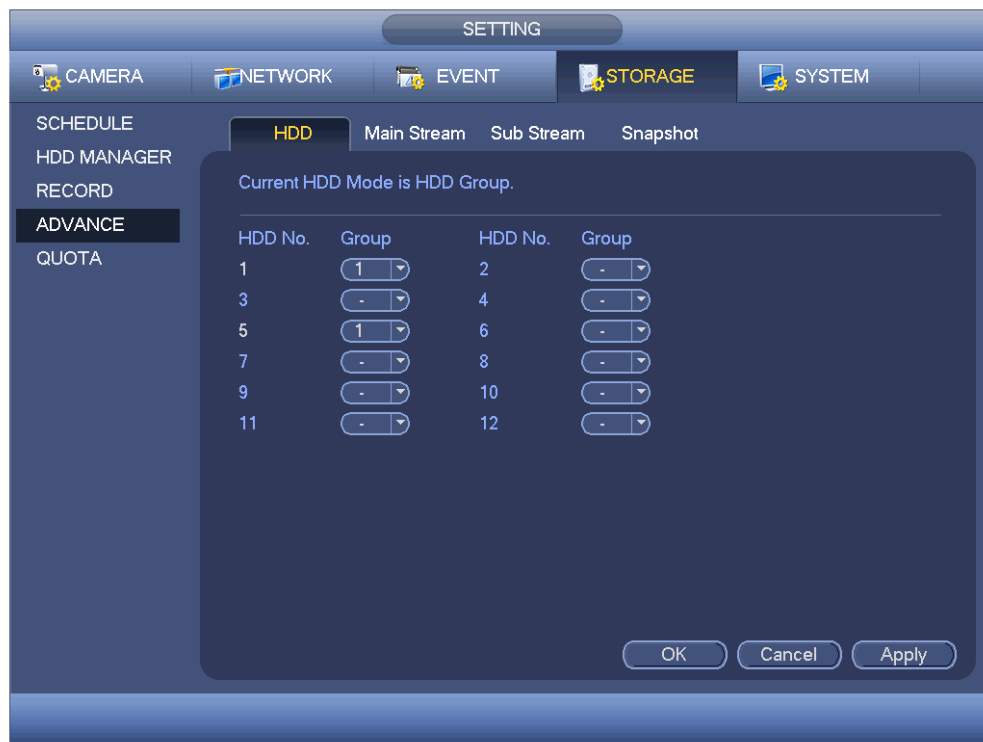 SETTING
CAMERA NETWORK EVENT STORAGE SYSTEM
SCHEDULE
HDD MANAGER
RECORD
ADVANCE
QUOTA
HDD Main Stream Sub Stream Snapshot
Current HDD Mode is HDD Group.
HDD No. Group HDD No. Group
1 1 2 -
3 - 4 -
5 1 6 -
7 - 8 -
9 - 10 -
11 - 12 -
OK Cancel Apply